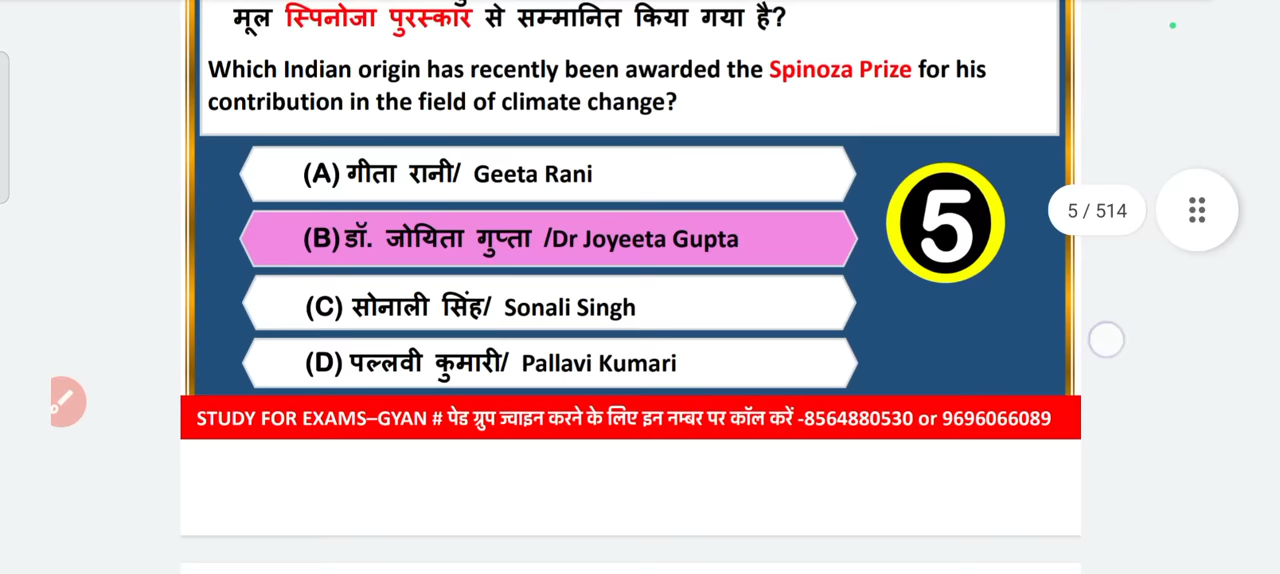 मूल स्पिनोजा पुरस्कार से सम्मानित किया गया है?
Which Indian origin has recently been awarded the Spinoza Prize for his
contribution in the field of climate change?
(A) गीता रानी/ Geeta Rani
(B) डॉ. जोयिता गुप्ता /Dr Joyeeta Gupta
5
5 / 514
(C) सोनाली सिंह/ Sonali Singh
(D) पल्लवी कुमारी/ Pallavi Kumari
STUDY FOR EXAMS–GYAN # पेड ग्रुप ज्वाइन करने के लिए इन नम्बर पर कॉल करें -8564880530 or 9696066089